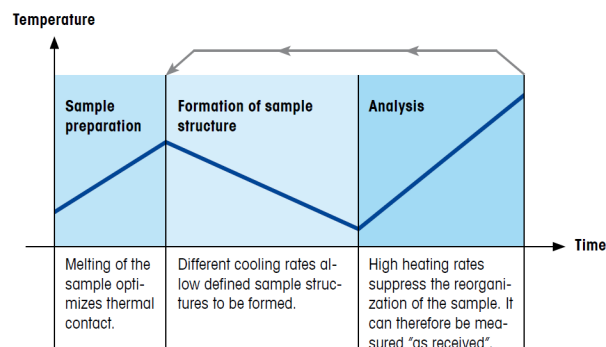 Temperature
Sample
preparation
Formation of sample
structure
Analysis
Time
Melting of the
sample opti-
mizes thermal
contact.
Different cooling rates al-
low defined sample struc-
tures to be formed.
High heating rates
suppress the reorgani-
zation of the sample. It
can therefore be mea-
sured “as received”.